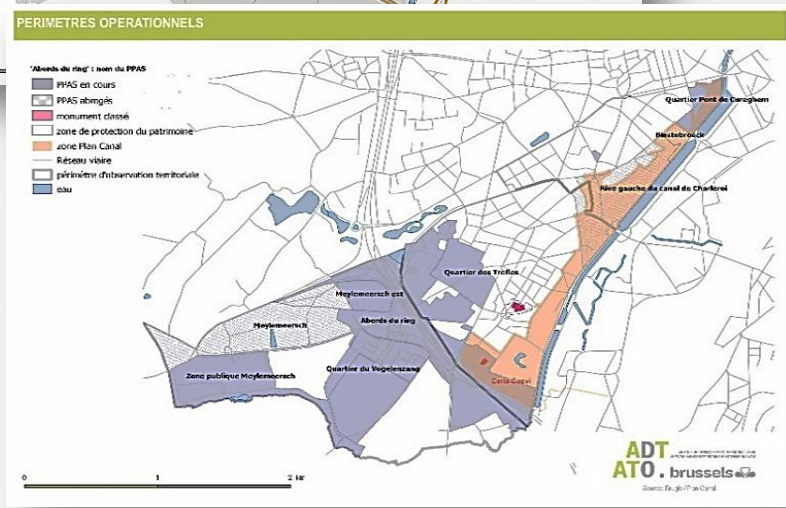 PERIMETRES OPERATIONNELS
'Abords du ring' : nom du PPAS
PPAS en cours
PPAS abrogés
monument classé
zone de protection du patrimoine
zone Plan Canal
Réseau viaire
périmètre d'observation territoriale
eau
Quartier Pont de Cureghem
Biestebroeck
Rive gauche du canal de Charleroi
Quartier des Trèfles
Meylemeersch est
Meylemeersch
Abords du ring
Zone publique Meylemeersch
Quartier du Vogelenzang
0 1 2 km
ADT
ATO. brussels